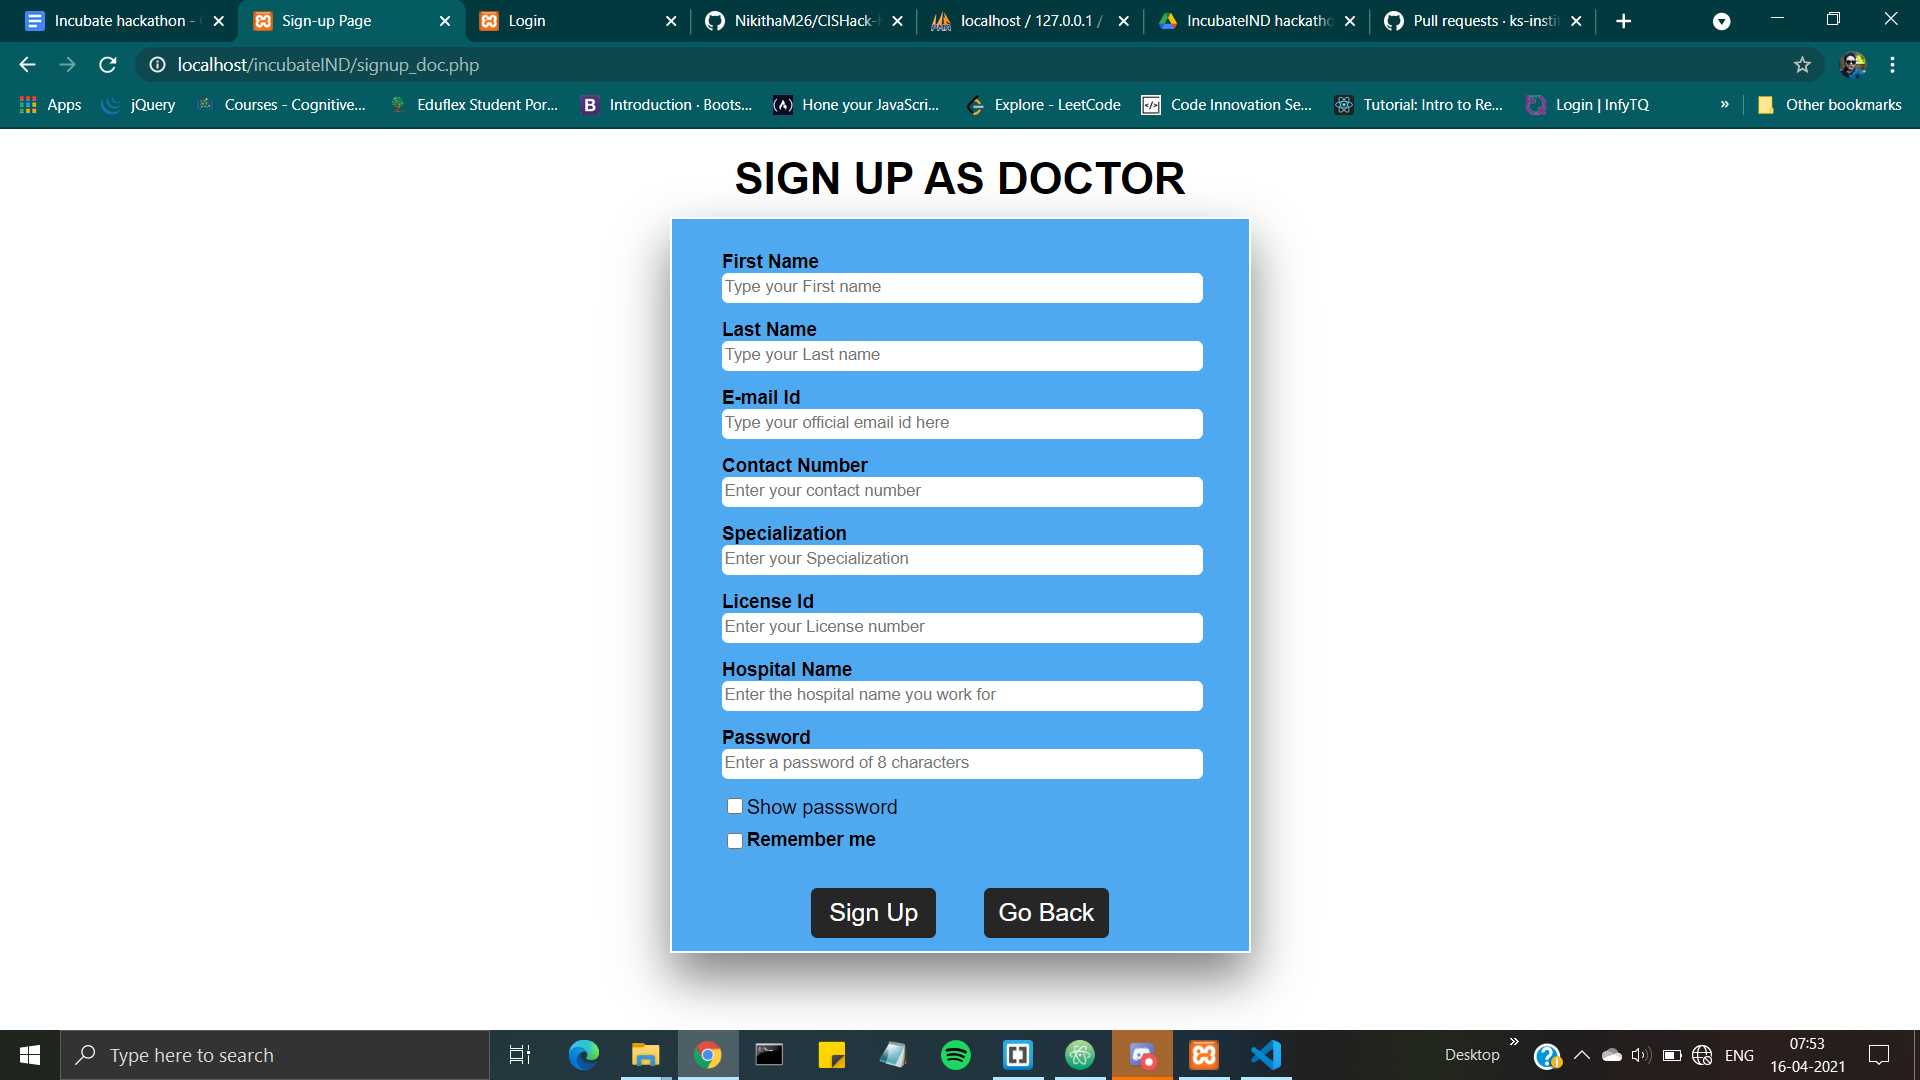 Incubate hackathon -
Sign-up Page
Login
NikithaM26/CISHack-
localhost / 127.0.0.1 /
IncubateIND hackatho
Pull requests · ks-instit
localhost/incubateIND/signup_doc.php
Apps
jQuery
Courses - Cognitive...
Eduflex Student Por...
Introduction · Boots...
Hone your JavaScri...
Explore - LeetCode
Code Innovation Se...
Tutorial: Intro to Re...
Login | InfyTQ
»
Other bookmarks
SIGN UP AS DOCTOR
First Name
Type your First name
Last Name
Type your Last name
E-mail Id
Type your official email id here
Contact Number
Enter your contact number
Specialization
Enter your Specialization
License Id
Enter your License number
Hospital Name
Enter the hospital name you work for
Password
Enter a password of 8 characters
Show passsword
Remember me
Sign Up
Go Back
Type here to search
Desktop
»
ENG
07:53
16-04-2021